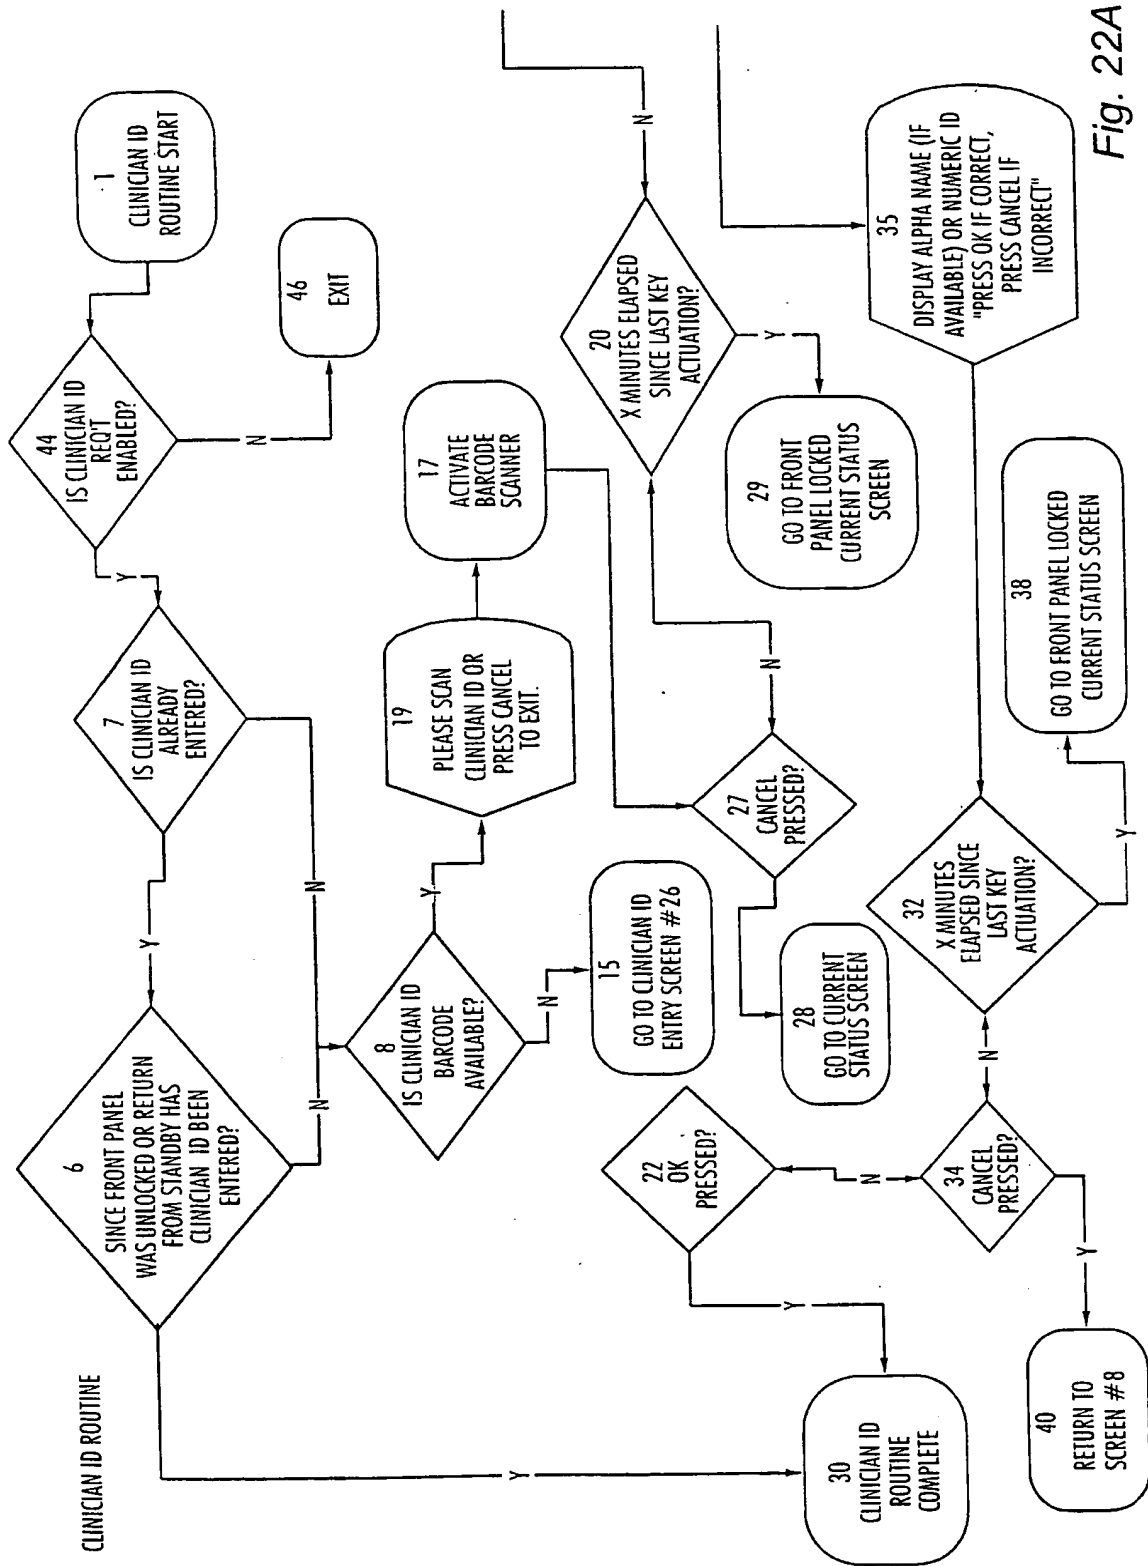 CLINICIAN ID ROUTINE
1
CLINICIAN ID
ROUTINE START
44
IS CLINICIAN ID
REQ'T
ENABLED?
N
46
EXIT
Y
7
IS CLINICIAN ID
ALREADY
ENTERED?
Y
N
6
SINCE FRONT PANEL
WAS UNLOCKED OR RETURN
FROM STANDBY HAS
CLINICIAN ID BEEN
ENTERED?
N
Y
8
IS CLINICIAN ID
BARCODE
AVAILABLE?
Y
N
19
PLEASE SCAN
CLINICIAN ID OR
PRESS CANCEL
TO EXIT.
17
ACTIVATE
BARCODE
SCANNER
15
GO TO CLINICIAN ID
ENTRY SCREEN #26
27
CANCEL
PRESSED?
N
28
GO TO CURRENT
STATUS SCREEN
20
X MINUTES ELAPSED
SINCE LAST KEY
ACTUATION?
N
Y
29
GO TO FRONT
PANEL LOCKED
CURRENT STATUS
SCREEN
35
DISPLAY ALPHA NAME (IF
AVAILABLE) OR NUMERIC ID
"PRESS OK IF CORRECT,
PRESS CANCEL IF
INCORRECT"
32
X MINUTES
ELAPSED SINCE
LAST KEY
ACTUATION?
Y
38
GO TO FRONT PANEL LOCKED
CURRENT STATUS SCREEN
N
34
CANCEL
PRESSED?
N
Y
22
OK
PRESSED?
Y
30
CLINICIAN ID
ROUTINE
COMPLETE
40
RETURN TO
SCREEN #8
Fig. 22A